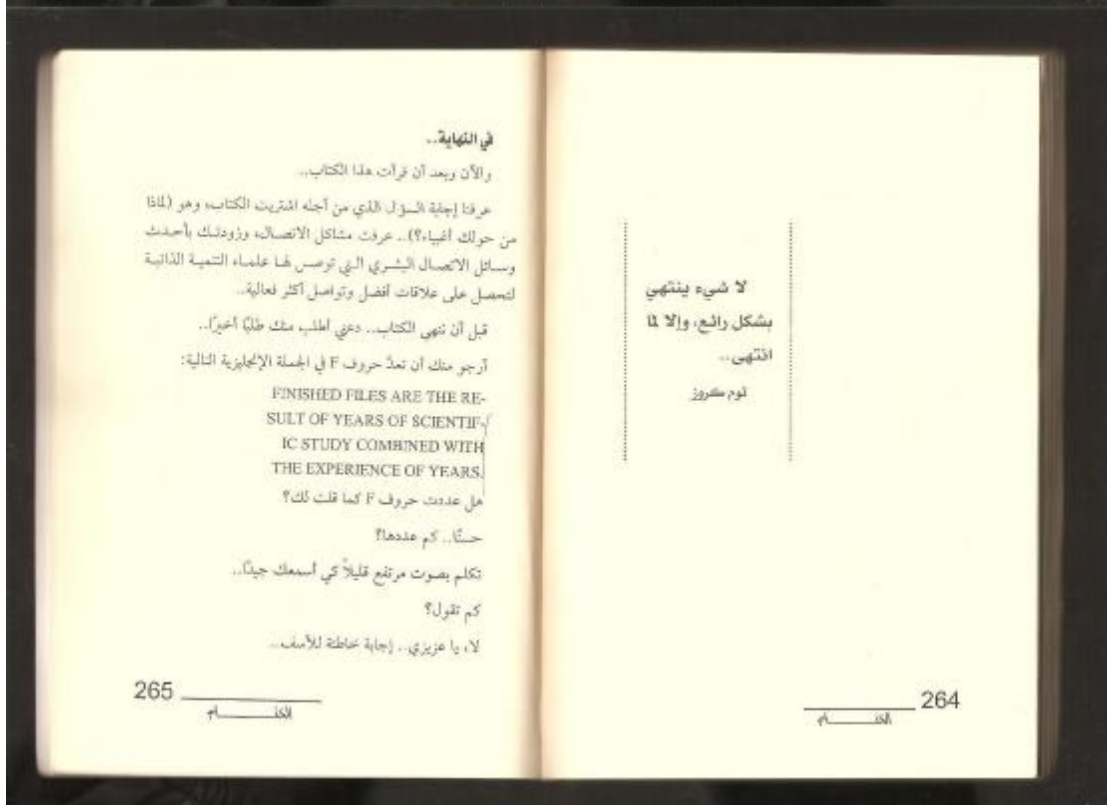 لا شيء ينتهي
بشكل رائع، وإلا لما
انتهى..
توم كروز
264
الختـــــــام
في النهاية..
والآن وبعد أن قرأت هذا الكتاب..
عرفنا إجابة السؤال الذي من أجله اشتريت الكتاب، وهو (لماذا
من حولك أغبياء؟).. عرفت مشاكل الاتصال، وزودتك بأحدث
وسائل الاتصال البشري التي توصي لها علماء التنمية الذاتية
لتحصل على علاقات أفضل وتواصل أكثر فعالية..
قبل أن ننهى الكتاب.. دعني أطلب منك طلبًا أخيرًا..
أرجو منك أن تعدّ حروف F في الجملة الإنجليزية التالية:
FINISHED FILES ARE THE RE-
SULT OF YEARS OF SCIENTIF-
IC STUDY COMBINED WITH
THE EXPERIENCE OF YEARS.
هل عددت حروف F كما قلت لك؟
حسنًا.. كم عددها؟
تكلم بصوت مرتفع قليلاً كي أسمعك جيدًا..
كم تقول؟
لا، يا عزيزي.. إجابة خاطئة للأسف..
265
الختـــــــام